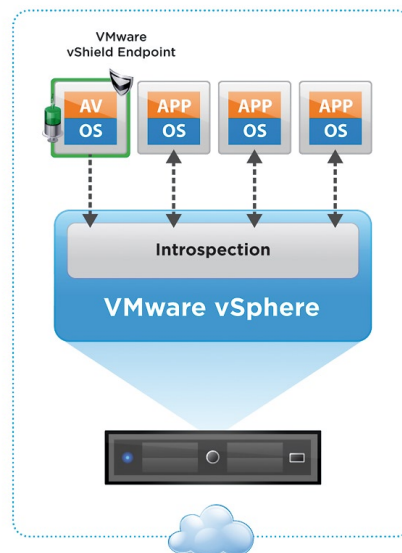 VMware
vShield Endpoint
AV APP APP APP
OS OS OS OS
Introspection
VMware vSphere